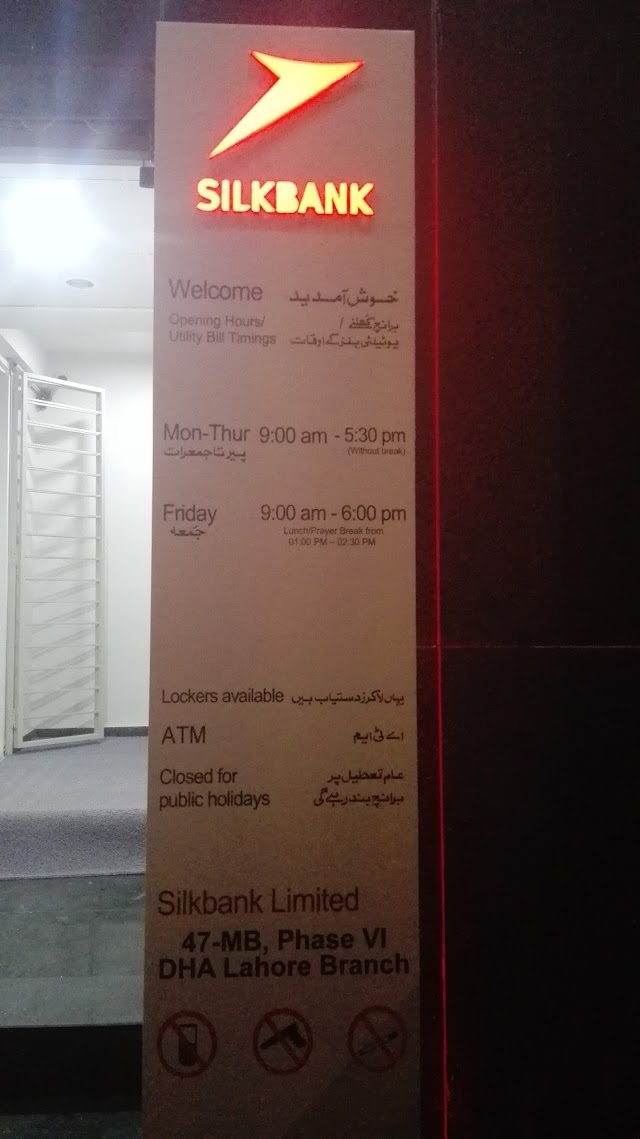 SILKBANK
Welcome خوش آمدید
Opening Hours/ برانچ کھلنے /
Utility Bill Timings یوٹیلیٹی بلز کے اوقات
Mon-Thur 9:00 am - 5:30 pm
پیر تا جمعرات (Without break)
Friday 9:00 am - 6:00 pm
جمعہ Lunch/Prayer Break from
01:00 PM – 02:30 PM
Lockers available یہاں لاکرز دستیاب ہیں
ATM اے ٹی ایم
Closed for عام تعطیل پر
public holidays برانچ بند رہے گی
Silkbank Limited
47-MB, Phase VI
DHA Lahore Branch